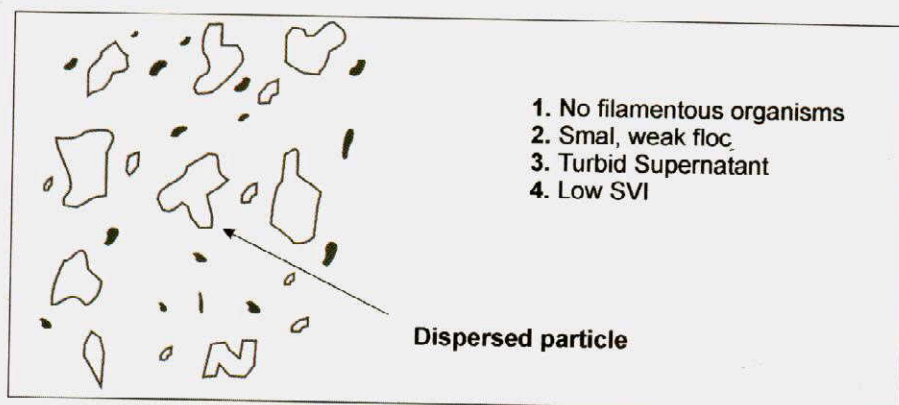 1. No filamentous organisms
2. Smal, weak floc
3. Turbid Supernatant
4. Low SVI
Dispersed particle